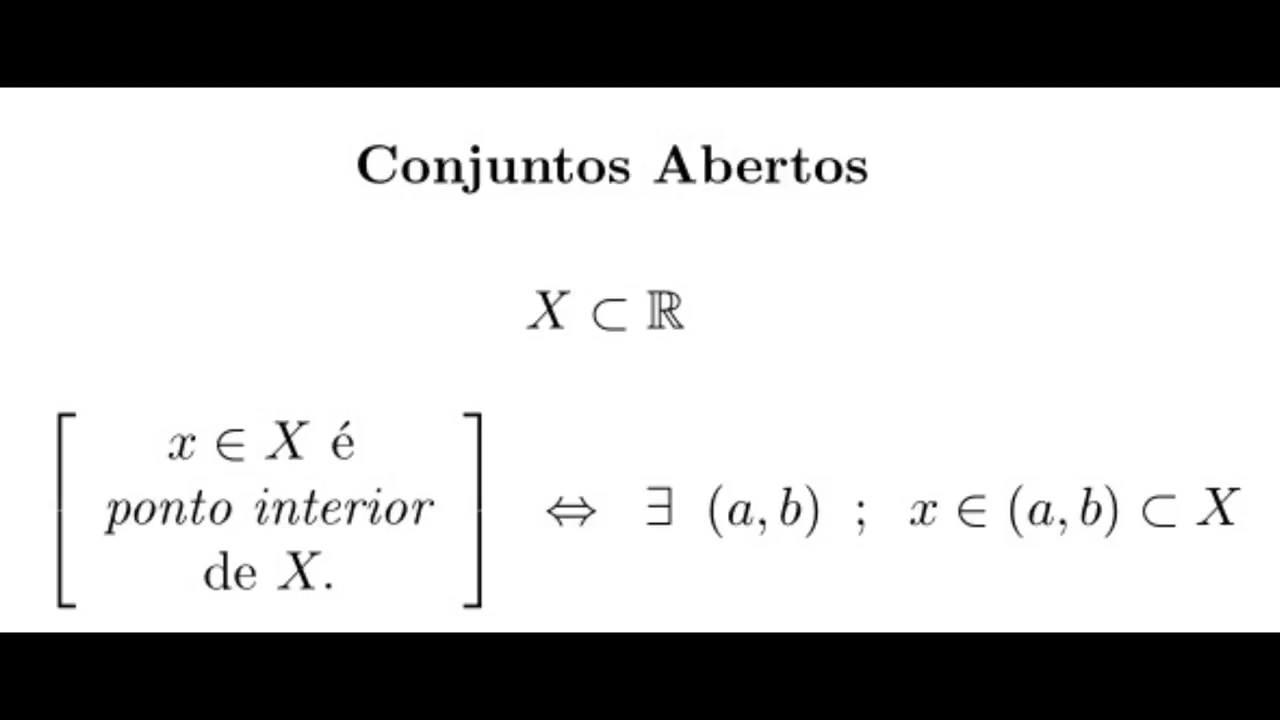 Conjuntos Abertos
X ⊂ ℝ
x ∈ X é
ponto interior
de X.
⇔ ∃ (a, b) ; x ∈ (a, b) ⊂ X